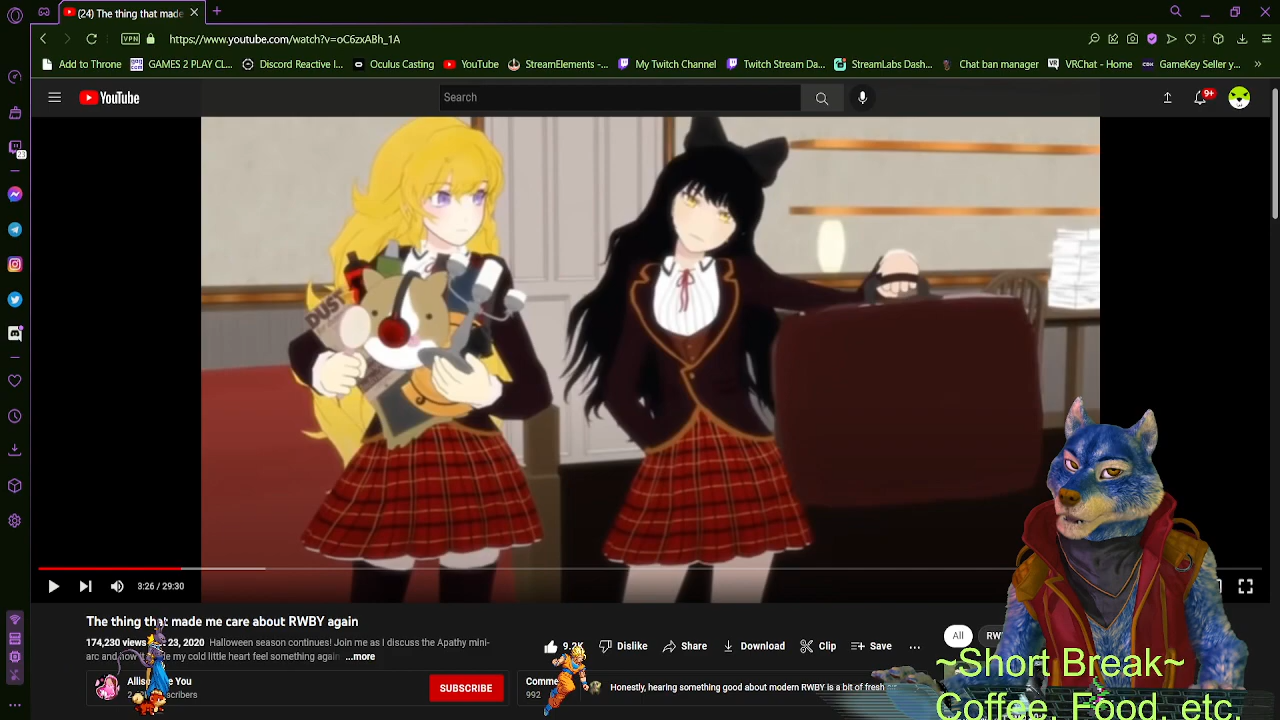 (24) The thing that made
https://www.youtube.com/watch?v=oC6zxABh_1A
VPN
Add to Throne
GAMES 2 PLAY CL...
Discord Reactive I...
Oculus Casting
YouTube
StreamElements -...
My Twitch Channel
Twitch Stream Da...
StreamLabs Dash...
Chat ban manager
VRChat - Home
GameKey Seller y...
YouTube
Search
9+
23
DUST
3:26 / 29:30
The thing that made me care about RWBY again
174,230 views
23, 2020
Halloween season continues! Join me as I discuss the Apathy mini-
arc and how
my cold little heart feel something again
...more
Dislike
Share
Download
Clip
Save
All
You
SUBSCRIBE
992
Honestly, hearing something good about modern RWBY is a bit of fresh
~Short Break~
Coffee, Food, etc